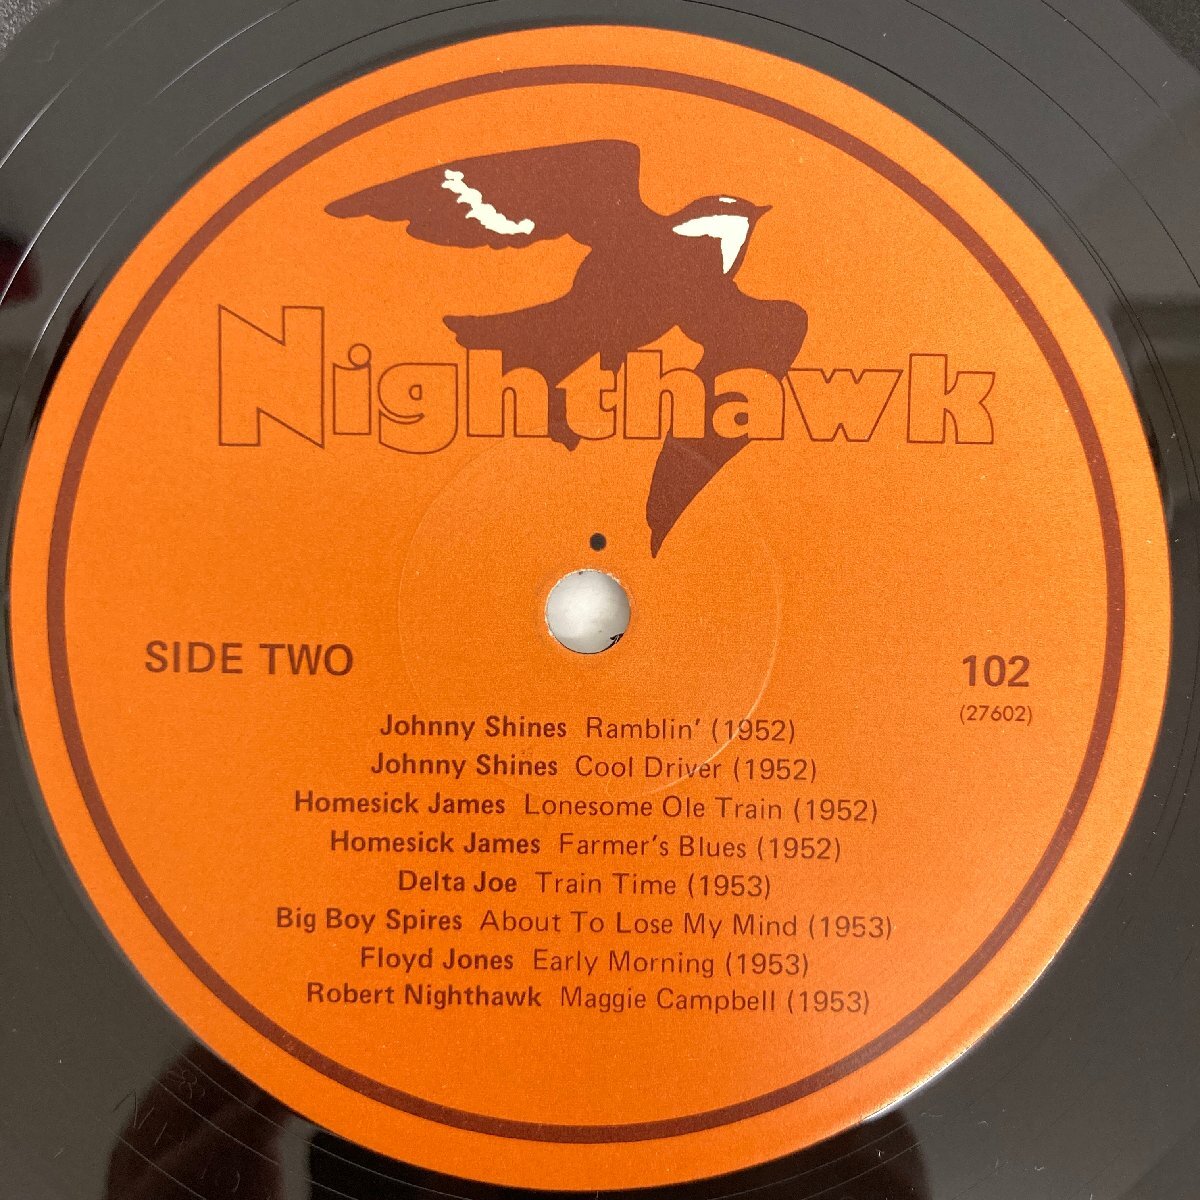 Nighthawk
SIDE TWO
102
(27602)
Johnny Shines Ramblin' (1952)
Johnny Shines Cool Driver (1952)
Homesick James Lonesome Ole Train (1952)
Homesick James Farmer's Blues (1952)
Delta Joe Train Time (1953)
Big Boy Spires About To Lose My Mind (1953)
Floyd Jones Early Morning (1953)
Robert Nighthawk Maggie Campbell (1953)